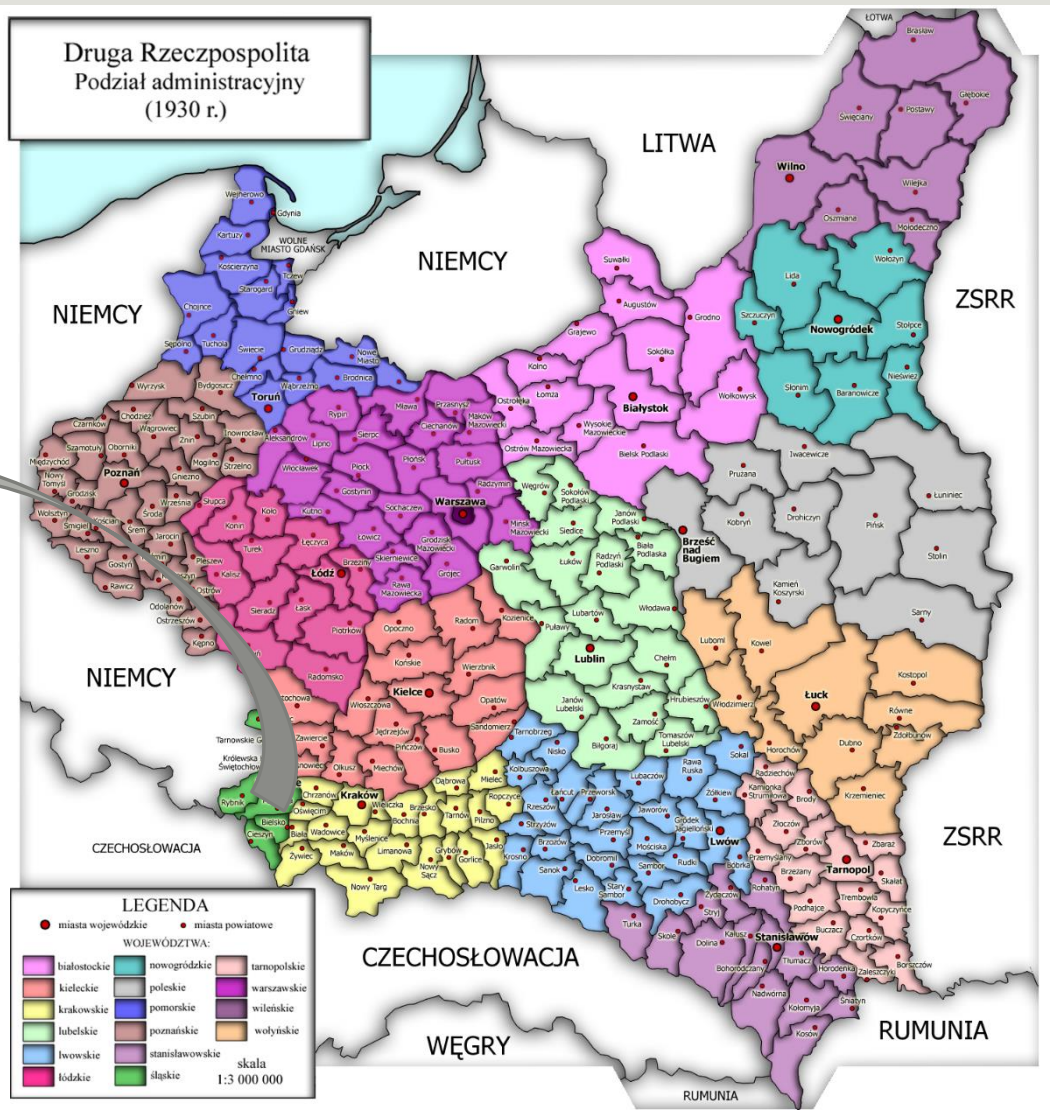 Druga Rzeczpospolita
Podział administracyjny
(1930 r.)
ŁOTWA
LITWA
NIEMCY
NIEMCY
NIEMCY
WOLNE
MIASTO GDAŃSK
ZSRR
ZSRR
CZECHOSŁOWACJA
CZECHOSŁOWACJA
WĘGRY
RUMUNIA
RUMUNIA
Brasław
Głębokie
Święciany
Postawy
Wilno
Wilejka
Oszmiana
Mołodeczno
Wejherowo
Gdynia
Kartuzy
Kościerzyna
Tczew
Starogard
Gniew
Chojnice
Tuchola
Sępólno
Świecie
Grudziądz
Nowe
Miasto
Chełmno
Wąbrzeźno
Brodnica
Toruń
Suwałki
Augustów
Grodno
Grajewo
Sokółka
Kolno
Łomża
Ostrołęka
Białystok
Wołkowysk
Wysokie
Mazowieckie
Ostrów Mazowiecka
Bielsk Podlaski
Lida
Wołożyn
Szczuczyn
Nowogródek
Stołpce
Słonim
Baranowicze
Nieśwież
Wyrzysk
Bydgoszcz
Chodzież
Szubin
Czarnków
Wągrowiec
Inowrocław
Szamotuły
Oborniki
Żnin
Międzychód
Mogilno
Strzelno
Poznań
Gniezno
Nowy
Tomyśl
Grodzisk
Września
Wolsztyn
Środa
Kościan
Śmigiel
Śrem
Jarocin
Leszno
Gostyń
Pleszew
Rawicz
Ostrów
Odolanów
Ostrzeszów
Kępno
Mława
Przasnysz
Rypin
Ciechanów
Maków
Mazowiecki
Aleksandrów
Lipno
Sierpc
Włocławek
Płock
Płońsk
Pułtusk
Gostynin
Radzymin
Kutno
Sochaczew
Warszawa
Mińsk
Mazowiecki
Łowicz
Grodzisk
Mazowiecki
Skierniewice
Rawa
Mazowiecka
Grójec
Słupca
Konin
Koło
Turek
Łęczyca
Brzeziny
Kalisz
Łódź
Sieradz
Łask
Piotrków
Radomsko
Węgrów
Sokołów
Podlaski
Siedlce
Janów
Podlaski
Biała
Podlaska
Garwolin
Łuków
Radzyń
Podlaski
Włodawa
Lubartów
Puławy
Lublin
Chełm
Krasnystaw
Janów
Lubelski
Hrubieszów
Zamość
Biłgoraj
Tomaszów
Lubelski
Iwacewicze
Prużana
Brześć
nad
Bugiem
Kobryń
Drohiczyn
Pińsk
Łuniniec
Stolin
Kamień
Koszyrski
Sarny
Luboml
Kowel
Kostopol
Włodzimierz
Łuck
Równe
Zdołbunów
Horochów
Dubno
Krzemieniec
Opoczno
Radom
Kozienice
Końskie
Wierzbnik
Kielce
Włoszczowa
Opatów
Jędrzejów
Sandomierz
Zawiercie
Pińczów
Busko
Olkusz
Miechów
Rybnik
Bielsko
Cieszyn
Chrzanów
Kraków
Dąbrowa
Mielec
Oświęcim
Wieliczka
Brzesko
Ropczyce
Bochnia
Tarnów
Pilzno
Biała
Wadowice
Myślenice
Limanowa
Grybów
Jasło
Żywiec
Maków
Nowy
Sącz
Gorlice
Nowy Targ
Tarnobrzeg
Nisko
Kolbuszowa
Lubaczów
Rawa
Ruska
Sokal
Łańcut
Przeworsk
Rzeszów
Jarosław
Jaworów
Żółkiew
Strzyżów
Przemyśl
Gródek
Jagielloński
Lwów
Brzozów
Mościska
Krosno
Dobromil
Rudki
Bóbrka
Sanok
Sambor
Lesko
Stary
Sambor
Drohobycz
Radziechów
Kamionka
Strumiłowa
Brody
Złoczów
Zborów
Zbaraż
Przemyślany
Tarnopol
Brzeżany
Skałat
Podhajce
Trembowla
Kopyczyńce
Buczacz
Czortków
Borszczów
Zaleszczyki
Rohatyn
Żydaczów
Turka
Stryj
Skole
Kałusz
Dolina
Stanisławów
Tłumacz
Bohorodczany
Horodenka
Nadwórna
Śniatyn
Kołomyja
Kosów
LEGENDA
miasta wojewódzkie
miasta powiatowe
WOJEWÓDZTWA:
białostockie
kieleckie
krakowskie
lubelskie
lwowskie
łódzkie
nowogródzkie
poleskie
pomorskie
poznańskie
stanisławowskie
śląskie
tarnopolskie
warszawskie
wileńskie
wołyńskie
skala
1:3 000 000